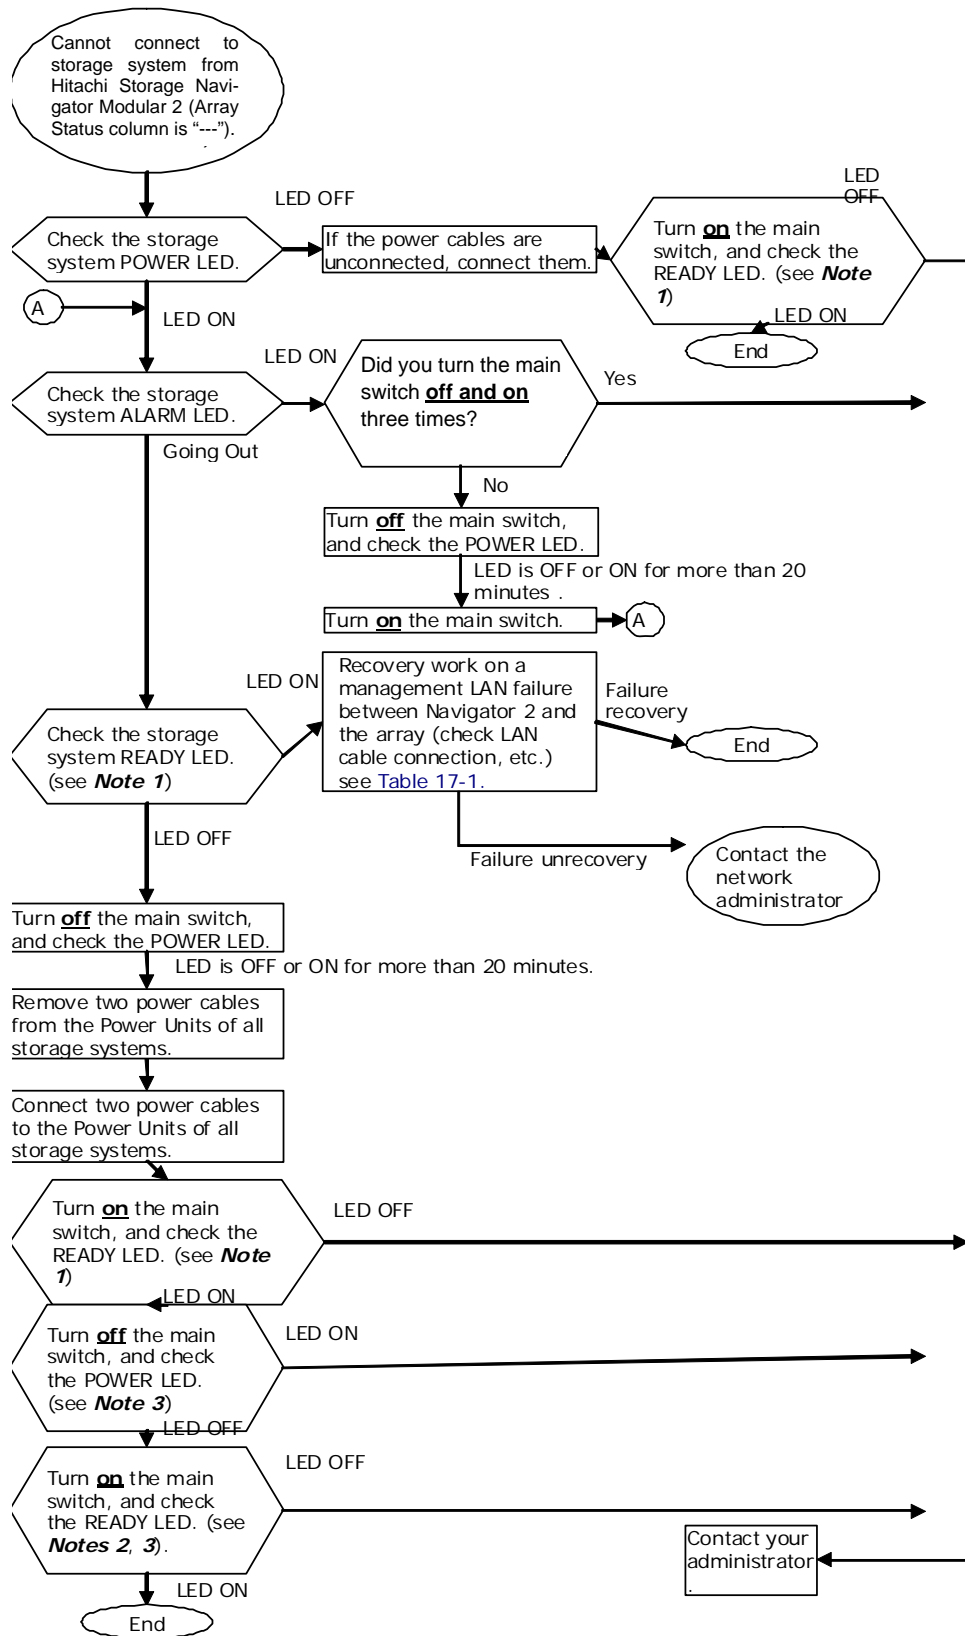 Cannot connect to
storage system from
Hitachi Storage Navi-
gator Modular 2 (Array
Status column is “---”).
LED OFF
LED
OFF
Check the storage
system POWER LED.
If the power cables are
unconnected, connect them.
Turn on the main
switch, and check the
READY LED. (see Note
1)
A
LED ON
LED ON
End
LED ON
Check the storage
system ALARM LED.
Did you turn the main
switch off and on
three times?
Yes
Going Out
No
Turn off the main switch,
and check the POWER LED.
LED is OFF or ON for more than 20
minutes .
Turn on the main switch.
A
LED ON
Recovery work on a
management LAN failure
between Navigator 2 and
the array (check LAN
cable connection, etc.)
see Table 17-1.
Failure
recovery
End
Check the storage
system READY LED.
(see Note 1)
LED OFF
Failure unrecovery
Contact the
network
administrator
Turn off the main switch,
and check the POWER LED.
LED is OFF or ON for more than 20 minutes.
Remove two power cables
from the Power Units of all
storage systems.
Connect two power cables
to the Power Units of all
storage systems.
Turn on the main
switch, and check the
READY LED. (see Note
1)
LED OFF
LED ON
Turn off the main
switch, and check
the POWER LED.
(see Note 3)
LED ON
LED OFF
Turn on the main
switch, and check
the READY LED. (see
Notes 2, 3).
LED OFF
Contact your
administrator
.
LED ON
End